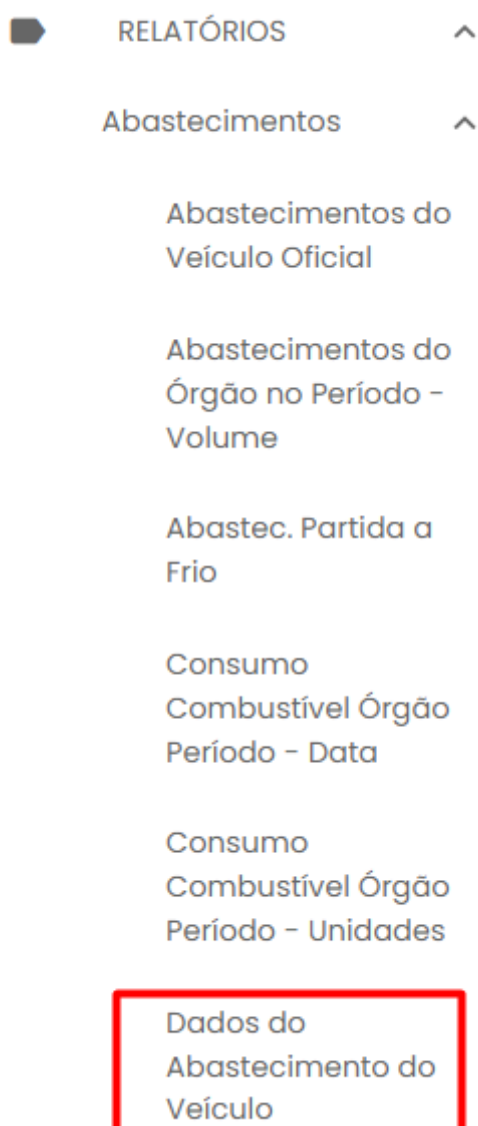 RELATÓRIOS
Abastecimentos
Abastecimentos do
Veículo Oficial
Abastecimentos do
Órgão no Período -
Volume
Abastec. Partida a
Frio
Consumo
Combustível Órgão
Período - Data
Consumo
Combustível Órgão
Período - Unidades
Dados do
Abastecimento do
Veículo